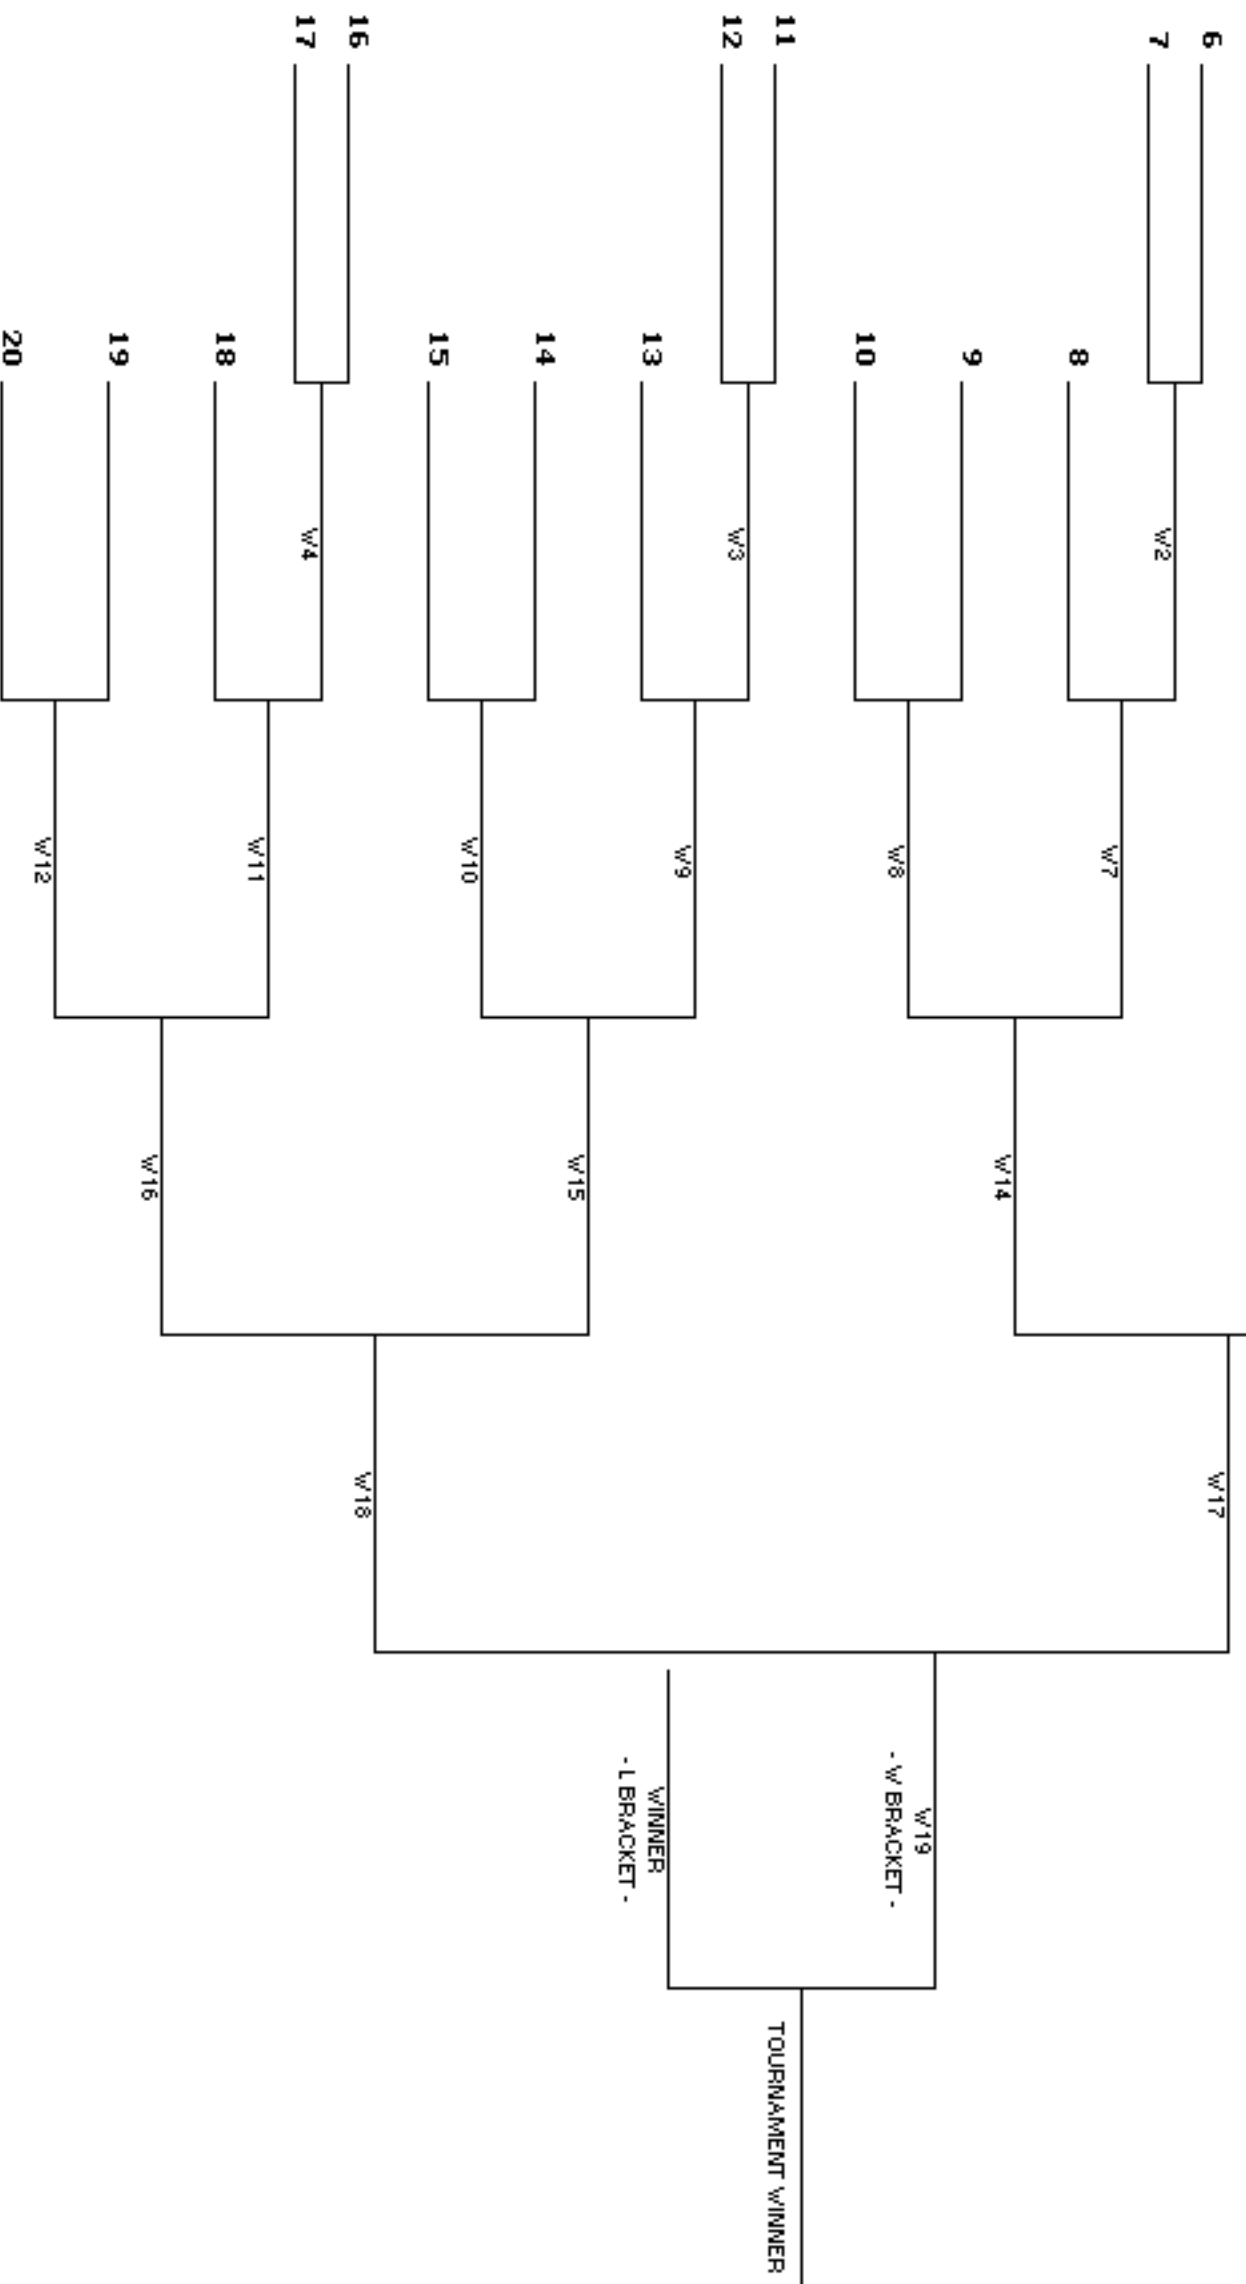 6
7
W2
8
W7
9
10
W8
W14
W17
11
12
W3
13
W9
14
15
W10
W15
16
17
W4
18
W11
19
20
W12
W16
W18
W19
- W BRACKET -
WINNER
- L BRACKET -
TOURNAMENT WINNER